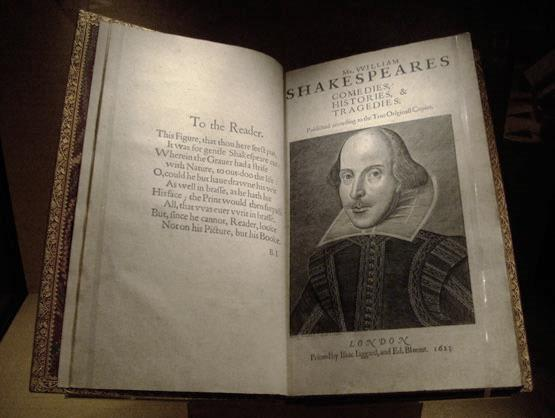 To the Reader.
This Figure, that thou here seest put,
It was for gentle Shakespeare cut;
Wherein the Grauer had a strife
with Nature, to out-doo the life:
O, could he but haue drawne his wit
As well in brasse, as he hath hit
His face; the Print would then surpasse
All, that vvas euer vvrit in brasse.
But, since he cannot, Reader, looke
Not on his Picture, but his Booke.
B. I.
Mr. WILLIAM
SHAKESPEARES
COMEDIES,
HISTORIES, &
TRAGEDIES.
Published according to the True Originall Copies.
LONDON
Printed by Isaac Iaggard, and Ed. Blount. 1623.